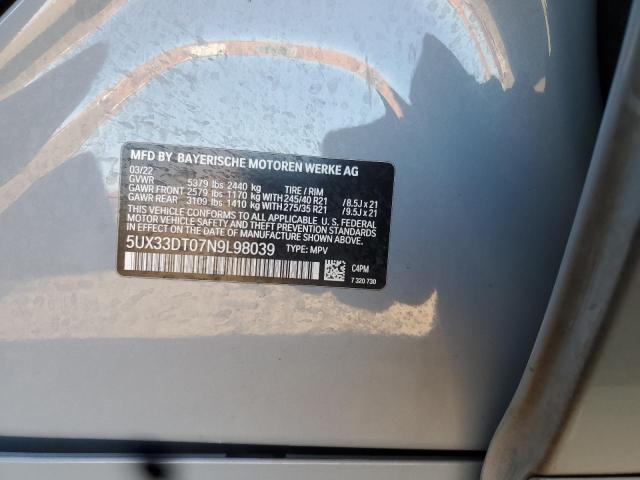 MFD BY BAYERISCHE MOTOREN WERKE AG
03/22
GVWR 5379 lbs 2440 kg TIRE / RIM
GAWR FRONT 2579 lbs 1170 kg WITH 245/40 R21 /8.5J x 21
GAWR REAR 3109 lbs 1410 kg WITH 275/35 R21 /9.5J x 21
THIS VEHICLE CONFORMS TO ALL APPLICABLE U.S. FEDERAL
MOTOR VEHICLE SAFETY AND THEFT PREVENTION STANDARDS
IN EFFECT ON THE DATE OF MANUFACTURE SHOWN ABOVE.
5UX33DT07N9L98039 TYPE: MPV
C4PM
7 320 730